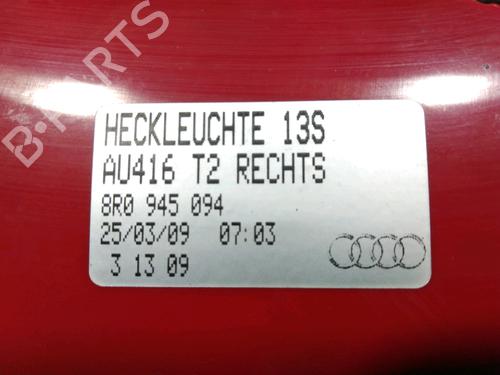 B-PARTS
HECKLEUCHTE 13S
AU416 T2 RECHTS
8R0 945 094
25/03/09 07:03
3 13 09